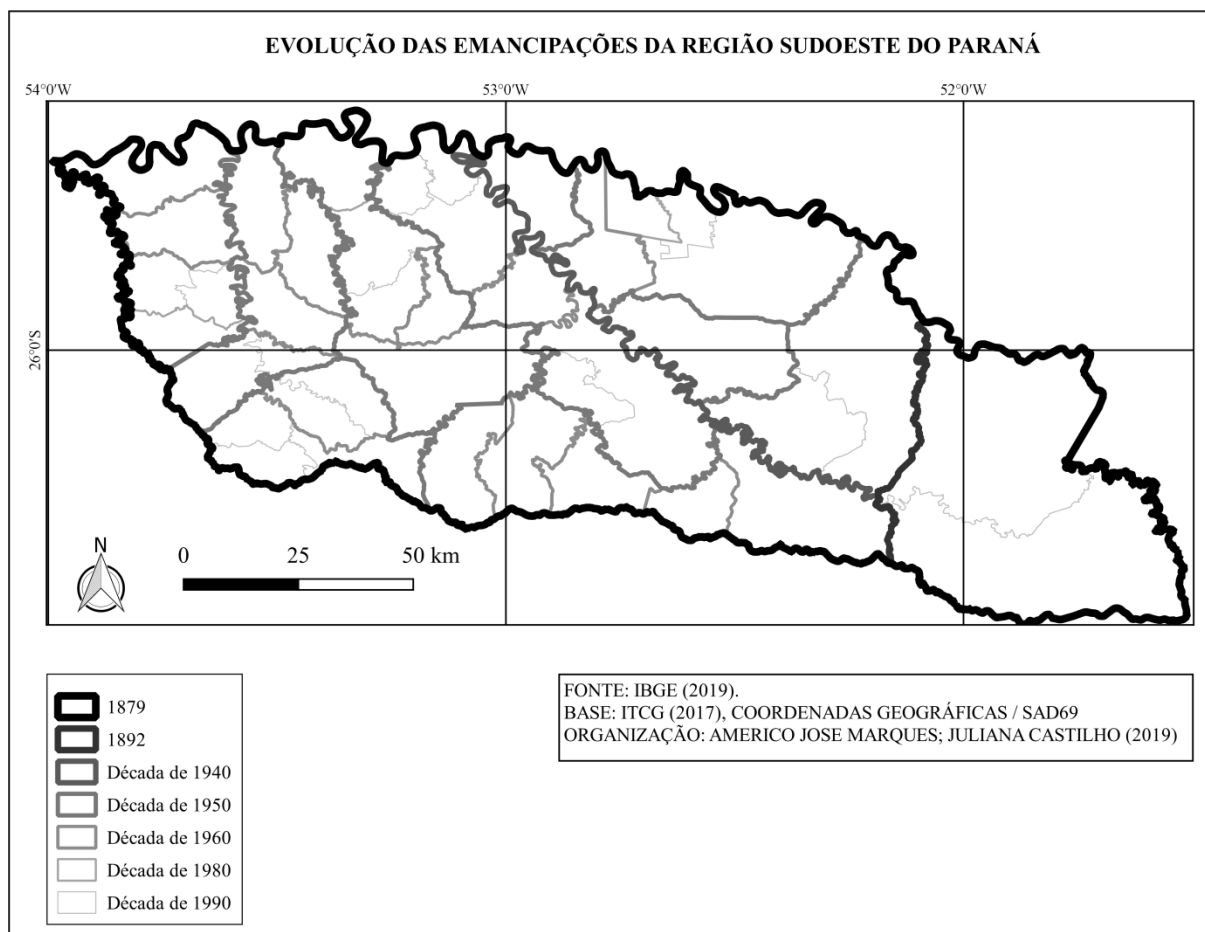 EVOLUÇÃO DAS EMANCIPAÇÕES DA REGIÃO SUDOESTE DO PARANÁ
54°0'W 53°0'W 52°0'W
26°0'S
N
0 25 50 km
1879
1892
Década de 1940
Década de 1950
Década de 1960
Década de 1980
Década de 1990
FONTE: IBGE (2019).
BASE: ITCG (2017), COORDENADAS GEOGRÁFICAS / SAD69
ORGANIZAÇÃO: AMERICO JOSE MARQUES; JULIANA CASTILHO (2019)